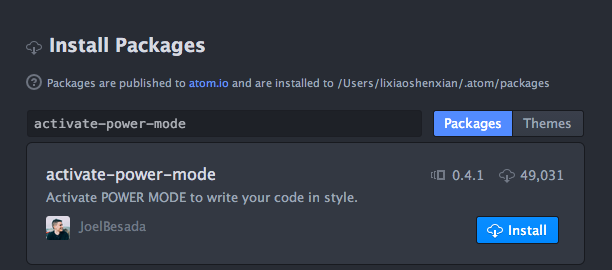 Install Packages
Packages are published to atom.io and are installed to /Users/lixiaoshenxian/.atom/packages
activate-power-mode
Packages
Themes
activate-power-mode
0.4.1
49,031
Activate POWER MODE to write your code in style.
JoelBesada
Install